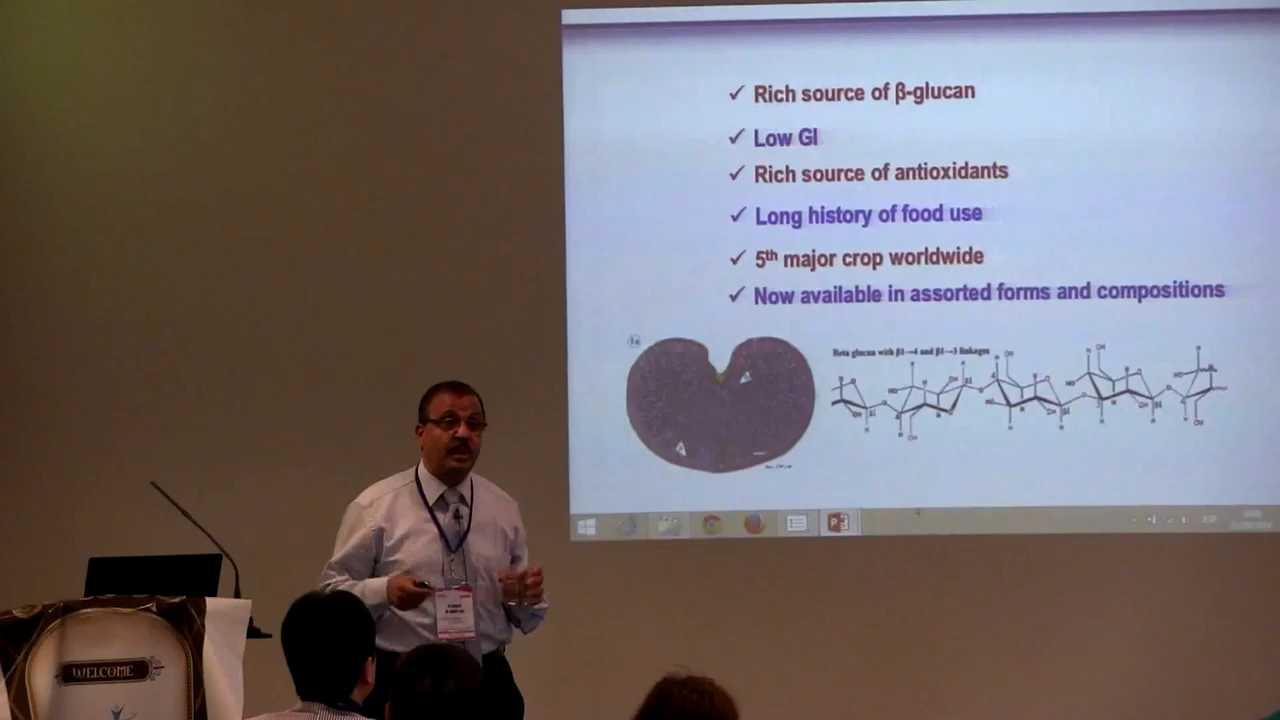 ✓ Rich source of β-glucan
✓ Low GI
✓ Rich source of antioxidants
✓ Long history of food use
✓ 5th major crop worldwide
✓ Now available in assorted forms and compositions
Beta glucan with β1→4 and β1→3 linkages
WELCOME